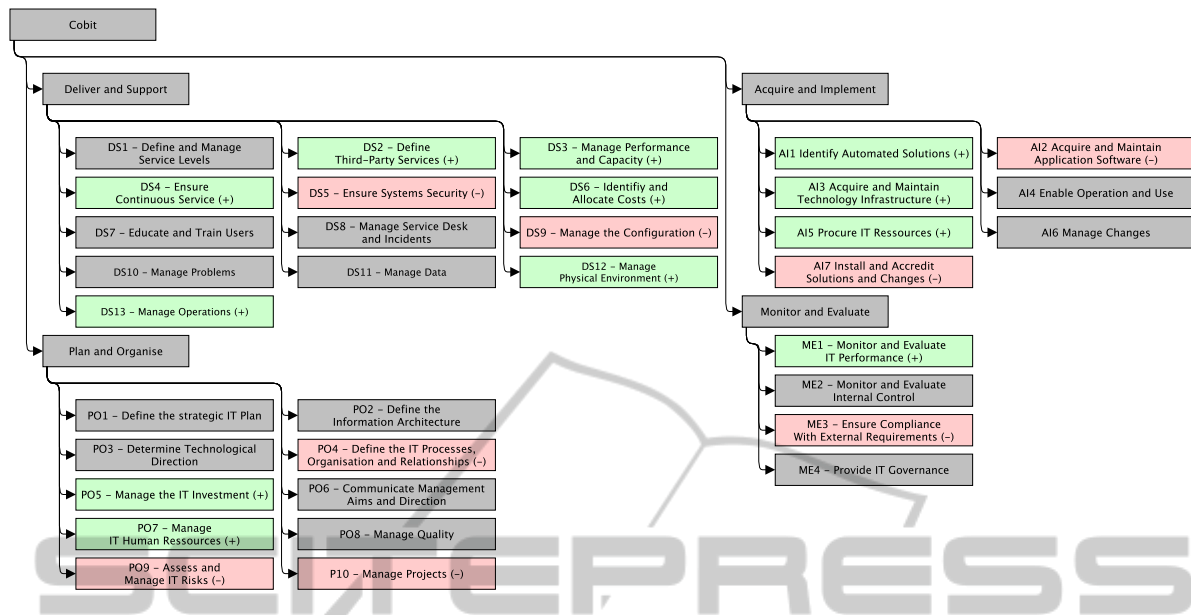 Cobit
Deliver and Support
DS1 – Define and Manage
Service Levels
DS2 – Define
Third-Party Services (+)
DS3 – Manage Performance
and Capacity (+)
DS4 – Ensure
Continuous Service (+)
DS5 – Ensure Systems Security (–)
DS6 – Identifiy and
Allocate Costs (+)
DS7 – Educate and Train Users
DS8 – Manage Service Desk
and Incidents
DS9 – Manage the Configuration (–)
DS10 – Manage Problems
DS11 – Manage Data
DS12 – Manage
Physical Environment (+)
DS13 – Manage Operations (+)
Plan and Organise
PO1 – Define the strategic IT Plan
PO2 – Define the
Information Architecture
PO3 – Determine Technological
Direction
PO4 – Define the IT Processes,
Organisation and Relationships (–)
PO5 – Manage the IT Investment (+)
PO6 – Communicate Management
Aims and Direction
PO7 – Manage
IT Human Ressources (+)
PO8 – Manage Quality
PO9 – Assess and
Manage IT Risks (–)
P10 – Manage Projects (–)
Acquire and Implement
AI1 Identify Automated Solutions (+)
AI2 Acquire and Maintain
Application Software (–)
AI3 Acquire and Maintain
Technology Infrastructure (+)
AI4 Enable Operation and Use
AI5 Procure IT Ressources (+)
AI6 Manage Changes
AI7 Install and Accredit
Solutions and Changes (–)
Monitor and Evaluate
ME1 – Monitor and Evaluate
IT Performance (+)
ME2 – Monitor and Evaluate
Internal Control
ME3 – Ensure Compliance
With External Requirements (–)
ME4 – Provide IT Governance
SCITEPRESS